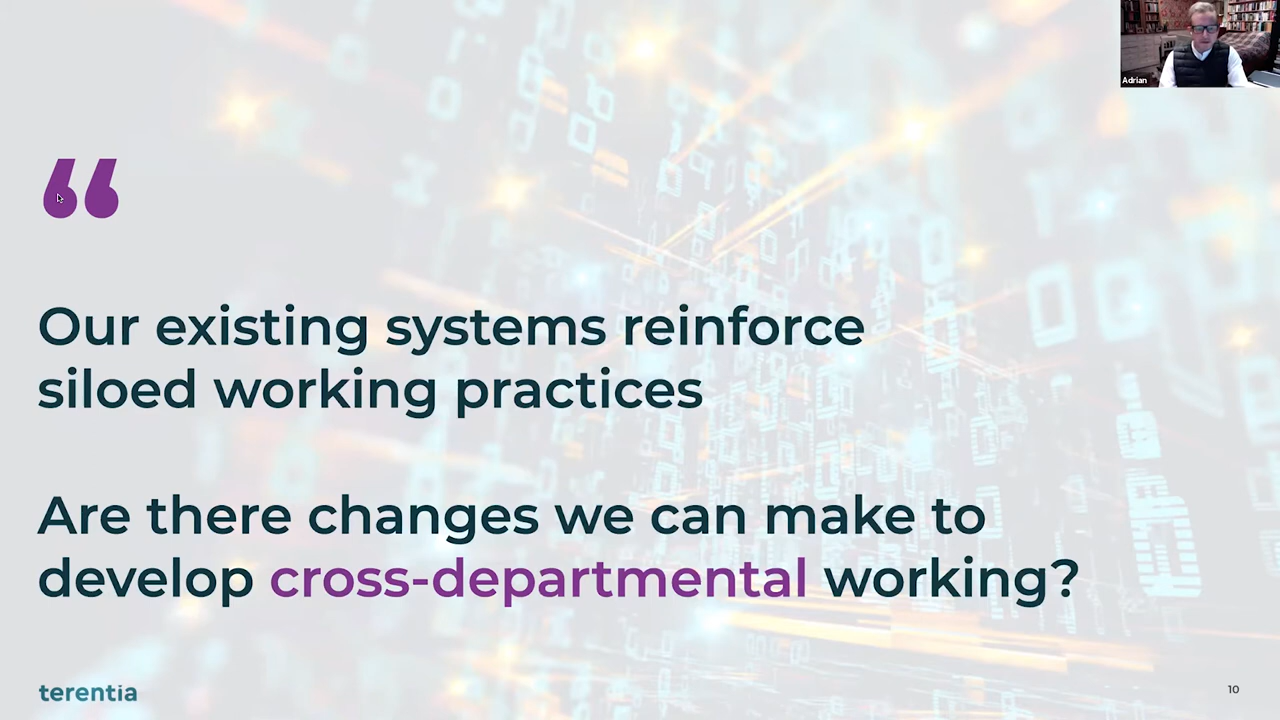 Adrian
“
Our existing systems reinforce
siloed working practices
Are there changes we can make to
develop cross-departmental working?
terentia
10